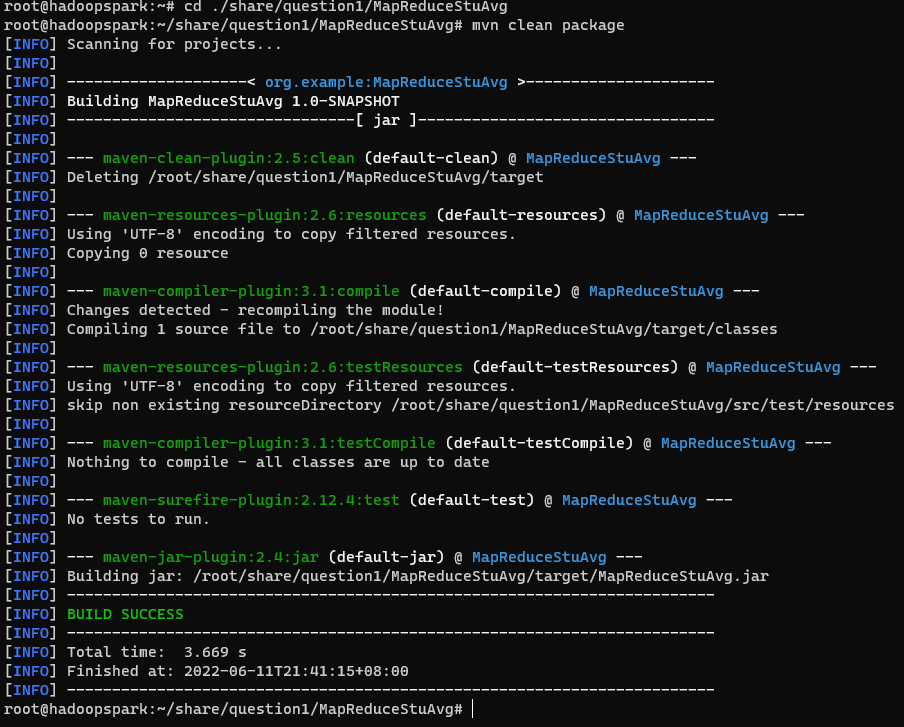 root@hadoopspark:~# cd ./share/question1/MapReduceStuAvg
root@hadoopspark:~/share/question1/MapReduceStuAvg# mvn clean package
[INFO] Scanning for projects...
[INFO]
[INFO] --------------------< org.example:MapReduceStuAvg >---------------------
[INFO] Building MapReduceStuAvg 1.0-SNAPSHOT
[INFO] --------------------------------[ jar ]---------------------------------
[INFO]
[INFO] --- maven-clean-plugin:2.5:clean (default-clean) @ MapReduceStuAvg ---
[INFO] Deleting /root/share/question1/MapReduceStuAvg/target
[INFO]
[INFO] --- maven-resources-plugin:2.6:resources (default-resources) @ MapReduceStuAvg ---
[INFO] Using 'UTF-8' encoding to copy filtered resources.
[INFO] Copying 0 resource
[INFO]
[INFO] --- maven-compiler-plugin:3.1:compile (default-compile) @ MapReduceStuAvg ---
[INFO] Changes detected - recompiling the module!
[INFO] Compiling 1 source file to /root/share/question1/MapReduceStuAvg/target/classes
[INFO]
[INFO] --- maven-resources-plugin:2.6:testResources (default-testResources) @ MapReduceStuAvg ---
[INFO] Using 'UTF-8' encoding to copy filtered resources.
[INFO] skip non existing resourceDirectory /root/share/question1/MapReduceStuAvg/src/test/resources
[INFO]
[INFO] --- maven-compiler-plugin:3.1:testCompile (default-testCompile) @ MapReduceStuAvg ---
[INFO] Nothing to compile - all classes are up to date
[INFO]
[INFO] --- maven-surefire-plugin:2.12.4:test (default-test) @ MapReduceStuAvg ---
[INFO] No tests to run.
[INFO]
[INFO] --- maven-jar-plugin:2.4:jar (default-jar) @ MapReduceStuAvg ---
[INFO] Building jar: /root/share/question1/MapReduceStuAvg/target/MapReduceStuAvg.jar
[INFO] ------------------------------------------------------------------------
[INFO] BUILD SUCCESS
[INFO] ------------------------------------------------------------------------
[INFO] Total time:  3.669 s
[INFO] Finished at: 2022-06-11T21:41:15+08:00
[INFO] ------------------------------------------------------------------------
root@hadoopspark:~/share/question1/MapReduceStuAvg#